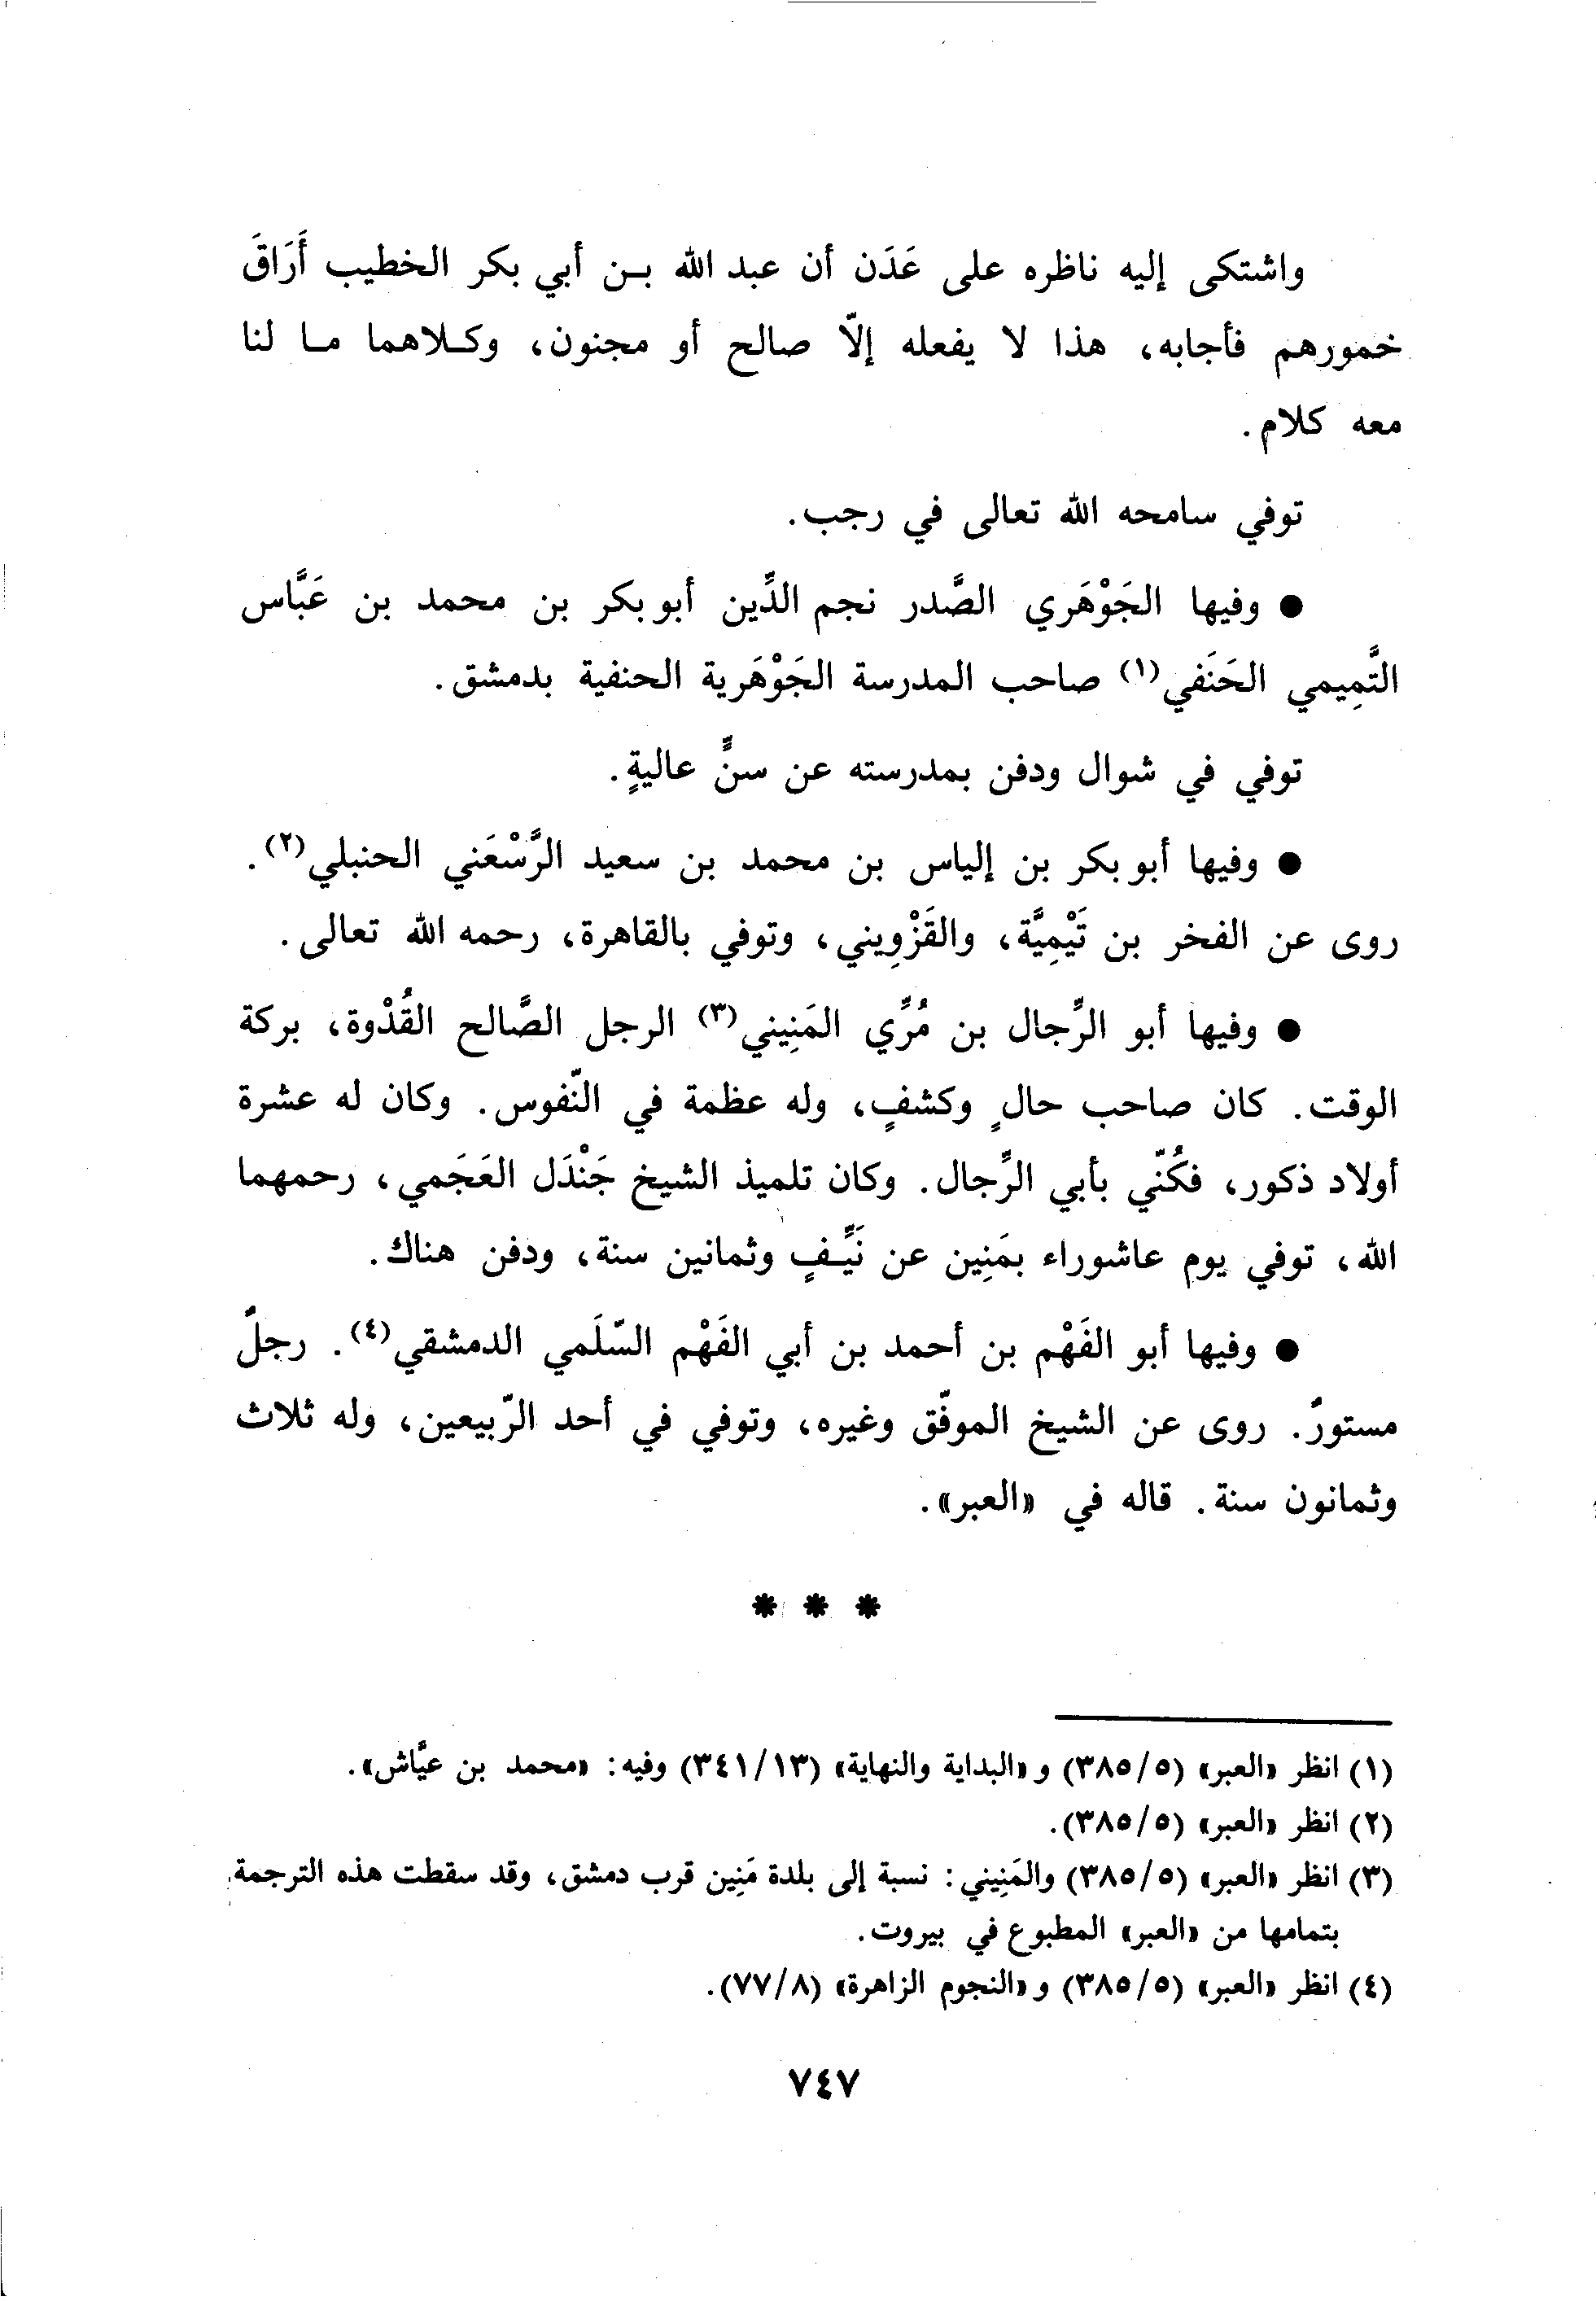 واشتكى إليه ناظره على عَدَن أن عبد الله بـن أبي بكر الخطيب أَرَاقَ
خمورهم فأجابه، هذا لا يفعله إلاّ صالح أو مجنون، وكـلاهما مـا لنا
معه كلام.
توفي سامحه الله تعالى في رجب.
● وفيها الجَوْهَري الصَّدر نجم الدِّين أبو بكر بن محمد بن عَبَّاس
التَّمِيمي الحَنَفي(١) صاحب المدرسة الجَوْهَرية الحنفية بدمشق.
توفي في شوال ودفن بمدرسته عن سنٍّ عاليةٍ.
● وفيها أبو بكر بن إلياس بن محمد بن سعيد الرَّسْعَني الحنبلي(٢).
روى عن الفخر بن تَيْمِيَّة، والقَزْوِيني، وتوفي بالقاهرة، رحمه الله تعالى.
● وفيها أبو الرِّجال بن مُرِّي المَنِيني(٣) الرجل الصَّالح القُدْوة، بركة
الوقت. كان صاحب حالٍ وكشفٍ، وله عظمة في النّفوس. وكان له عشرة
أولاد ذكور، فكُنّي بأبي الرِّجال. وكان تلميذ الشيخ جَنْدَل العَجَمي، رحمهما
الله، توفي يوم عاشوراء بمَنِين عن نَيِّـفٍ وثمانين سنة، ودفن هناك.
● وفيها أبو الفَهْم بن أحمد بن أبي الفَهْم السّلَمي الدمشقي(٤). رجلٌ
مستورٌ. روى عن الشيخ الموفّق وغيره، وتوفي في أحد الرّبيعين، وله ثلاث
وثمانون سنة. قاله في «العبر».
* * *
(١) انظر «العبر» (٣٨٥/٥) و«البداية والنهاية» (٣٤١/١٣) وفيه: «محمد بن عيَّاش».
(٢) انظر «العبر» (٣٨٥/٥).
(٣) انظر «العبر» (٣٨٥/٥) والمَنِيني: نسبة إلى بلدة مَنِين قرب دمشق، وقد سقطت هذه الترجمة
بتمامها من «العبر» المطبوع في بيروت.
(٤) انظر «العبر» (٣٨٥/٥) و«النجوم الزاهرة» (٧٧/٨).
٧٤٧